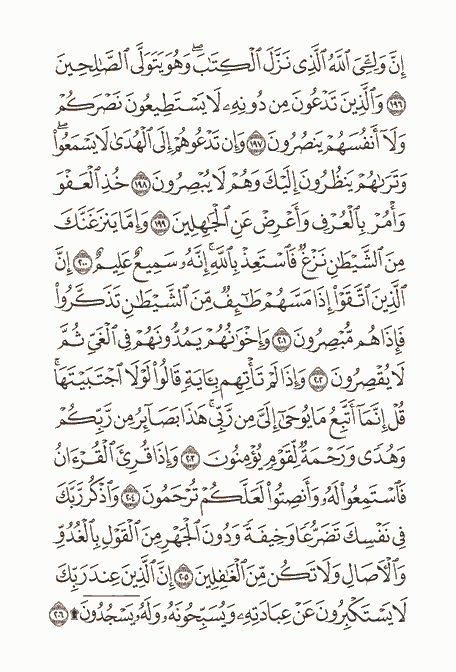 إِنَّ وَلِـِّۧيَ ٱللَّهُ ٱلَّذِى نَزَّلَ ٱلْكِتَـٰبَ ۖ وَهُوَ يَتَوَلَّى ٱلصَّـٰلِحِينَ
١٩٦ وَٱلَّذِينَ تَدْعُونَ مِن دُونِهِۦ لَا يَسْتَطِيعُونَ نَصْرَكُمْ
وَلَآ أَنفُسَهُمْ يَنصُرُونَ ١٩٧ وَإِن تَدْعُوهُمْ إِلَى ٱلْهُدَىٰ لَا يَسْمَعُوا۟ ۖ
وَتَرَىٰهُمْ يَنظُرُونَ إِلَيْكَ وَهُمْ لَا يُبْصِرُونَ ١٩٨ خُذِ ٱلْعَفْوَ
وَأْمُرْ بِٱلْعُرْفِ وَأَعْرِضْ عَنِ ٱلْجَـٰهِلِينَ ١٩٩ وَإِمَّا يَنزَغَنَّكَ
مِنَ ٱلشَّيْطَـٰنِ نَزْغٌ فَٱسْتَعِذْ بِٱللَّهِ ۚ إِنَّهُۥ سَمِيعٌ عَلِيمٌ ٢٠٠ إِنَّ
ٱلَّذِينَ ٱتَّقَوْا۟ إِذَا مَسَّهُمْ طَـٰٓئِفٌ مِّنَ ٱلشَّيْطَـٰنِ تَذَكَّرُوا۟
فَإِذَا هُم مُّبْصِرُونَ ٢٠١ وَإِخْوَٰنُهُمْ يَمُدُّونَهُمْ فِى ٱلْغَىِّ ثُمَّ
لَا يُقْصِرُونَ ٢٠٢ وَإِذَا لَمْ تَأْتِهِم بِـَٔايَةٍ قَالُوا۟ لَوْلَا ٱجْتَبَيْتَهَا ۚ
قُلْ إِنَّمَآ أَتَّبِعُ مَا يُوحَىٰٓ إِلَىَّ مِن رَّبِّى ۚ هَـٰذَا بَصَآئِرُ مِن رَّبِّكُمْ
وَهُدًى وَرَحْمَةٌ لِّقَوْمٍ يُؤْمِنُونَ ٢٠٣ وَإِذَا قُرِئَ ٱلْقُرْءَانُ
فَٱسْتَمِعُوا۟ لَهُۥ وَأَنصِتُوا۟ لَعَلَّكُمْ تُرْحَمُونَ ٢٠٤ وَٱذْكُر رَّبَّكَ
فِى نَفْسِكَ تَضَرُّعًا وَخِيفَةً وَدُونَ ٱلْجَهْرِ مِنَ ٱلْقَوْلِ بِٱلْغُدُوِّ
وَٱلْـَٔاصَالِ وَلَا تَكُن مِّنَ ٱلْغَـٰفِلِينَ ٢٠٥ إِنَّ ٱلَّذِينَ عِندَ رَبِّكَ
لَا يَسْتَكْبِرُونَ عَنْ عِبَادَتِهِۦ وَيُسَبِّحُونَهُۥ وَلَهُۥ يَسْجُدُونَ ۩ ٢٠٦